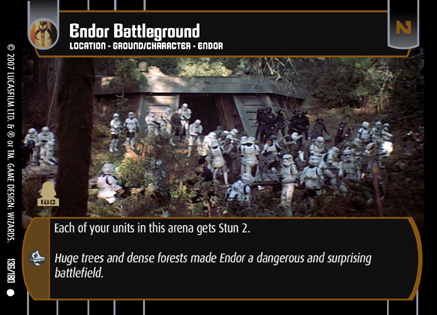 Endor Battleground
LOCATION - GROUND/CHARACTER - ENDOR
N
© 2007 LUCASFILM LTD. & ® or TM. GAME DESIGN: WIZARDS.
135/180
IDC
Each of your units in this arena gets Stun 2.
Huge trees and dense forests made Endor a dangerous and surprising
battlefield.